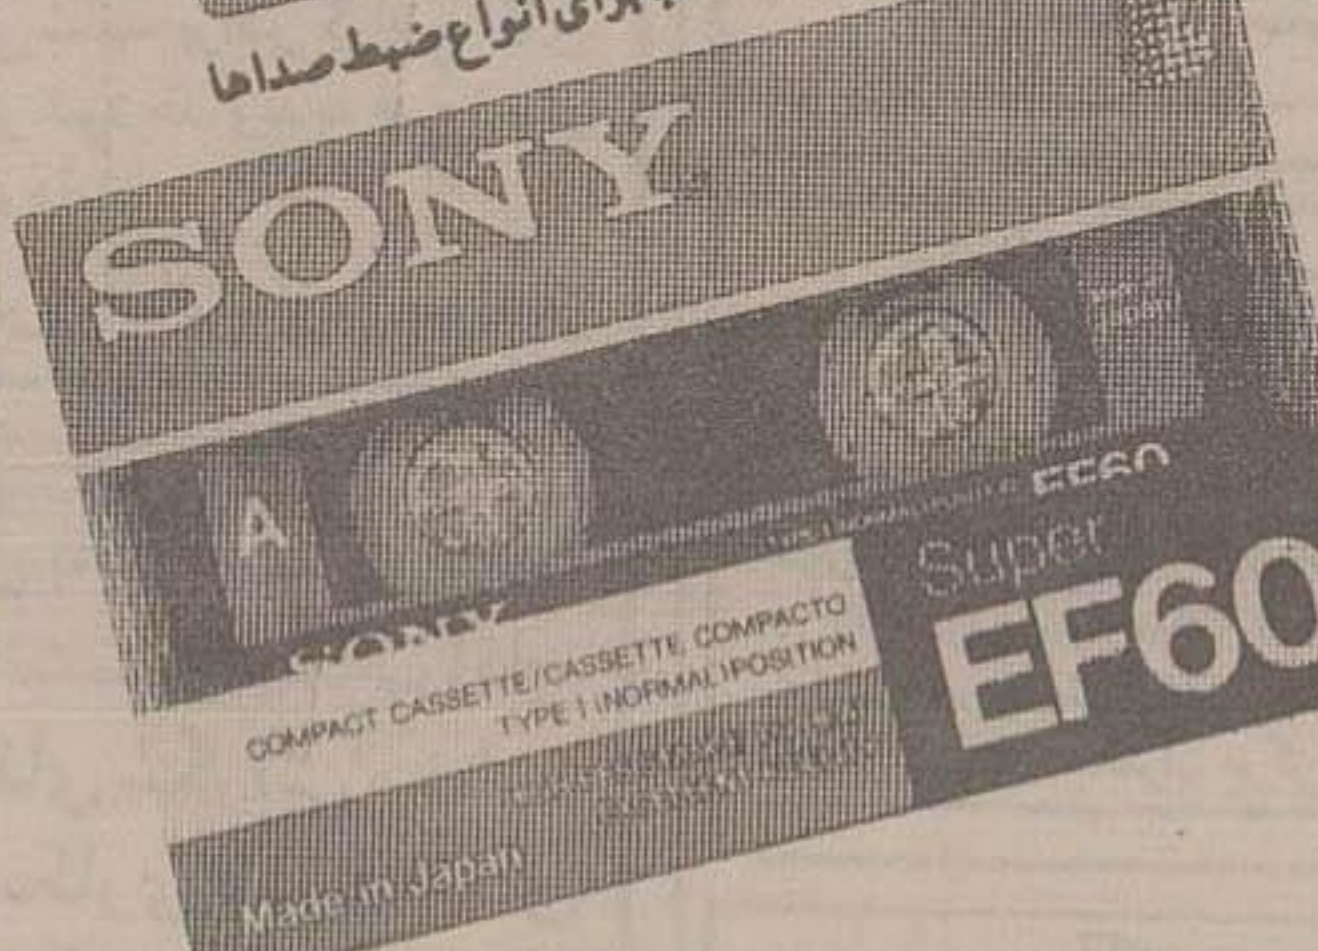 برای انواع ضبط صداها
SONY
Japan
A
EF60
SONY
Super
EF60
COMPACT CASSETTE/CASSETTE COMPACTO
TYPE I (NORMAL) POSITION
Made in Japan